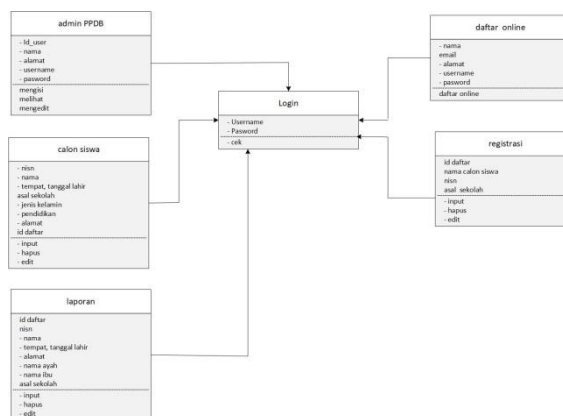 admin PPDB
- Id_user
- nama
- alamat
- username
- pasword
mengisi
melihat
mengedit
calon siswa
- nisn
- nama
- tempat, tanggal lahir
asal sekolah
- jenis kelamin
- pendidikan
- alamat
id daftar
- input
- hapus
- edit
laporan
id daftar
nisn
- nama
- tempat, tanggal lahir
- alamat
- nama ayah
- nama ibu
asal sekolah
- input
- hapus
- edit
Login
- Username
- Pasword
- cek
daftar online
- nama
email
- alamat
- username
- pasword
daftar online
registrasi
id daftar
nama calon siswa
nisn
asal sekolah
- input
- hapus
- edit